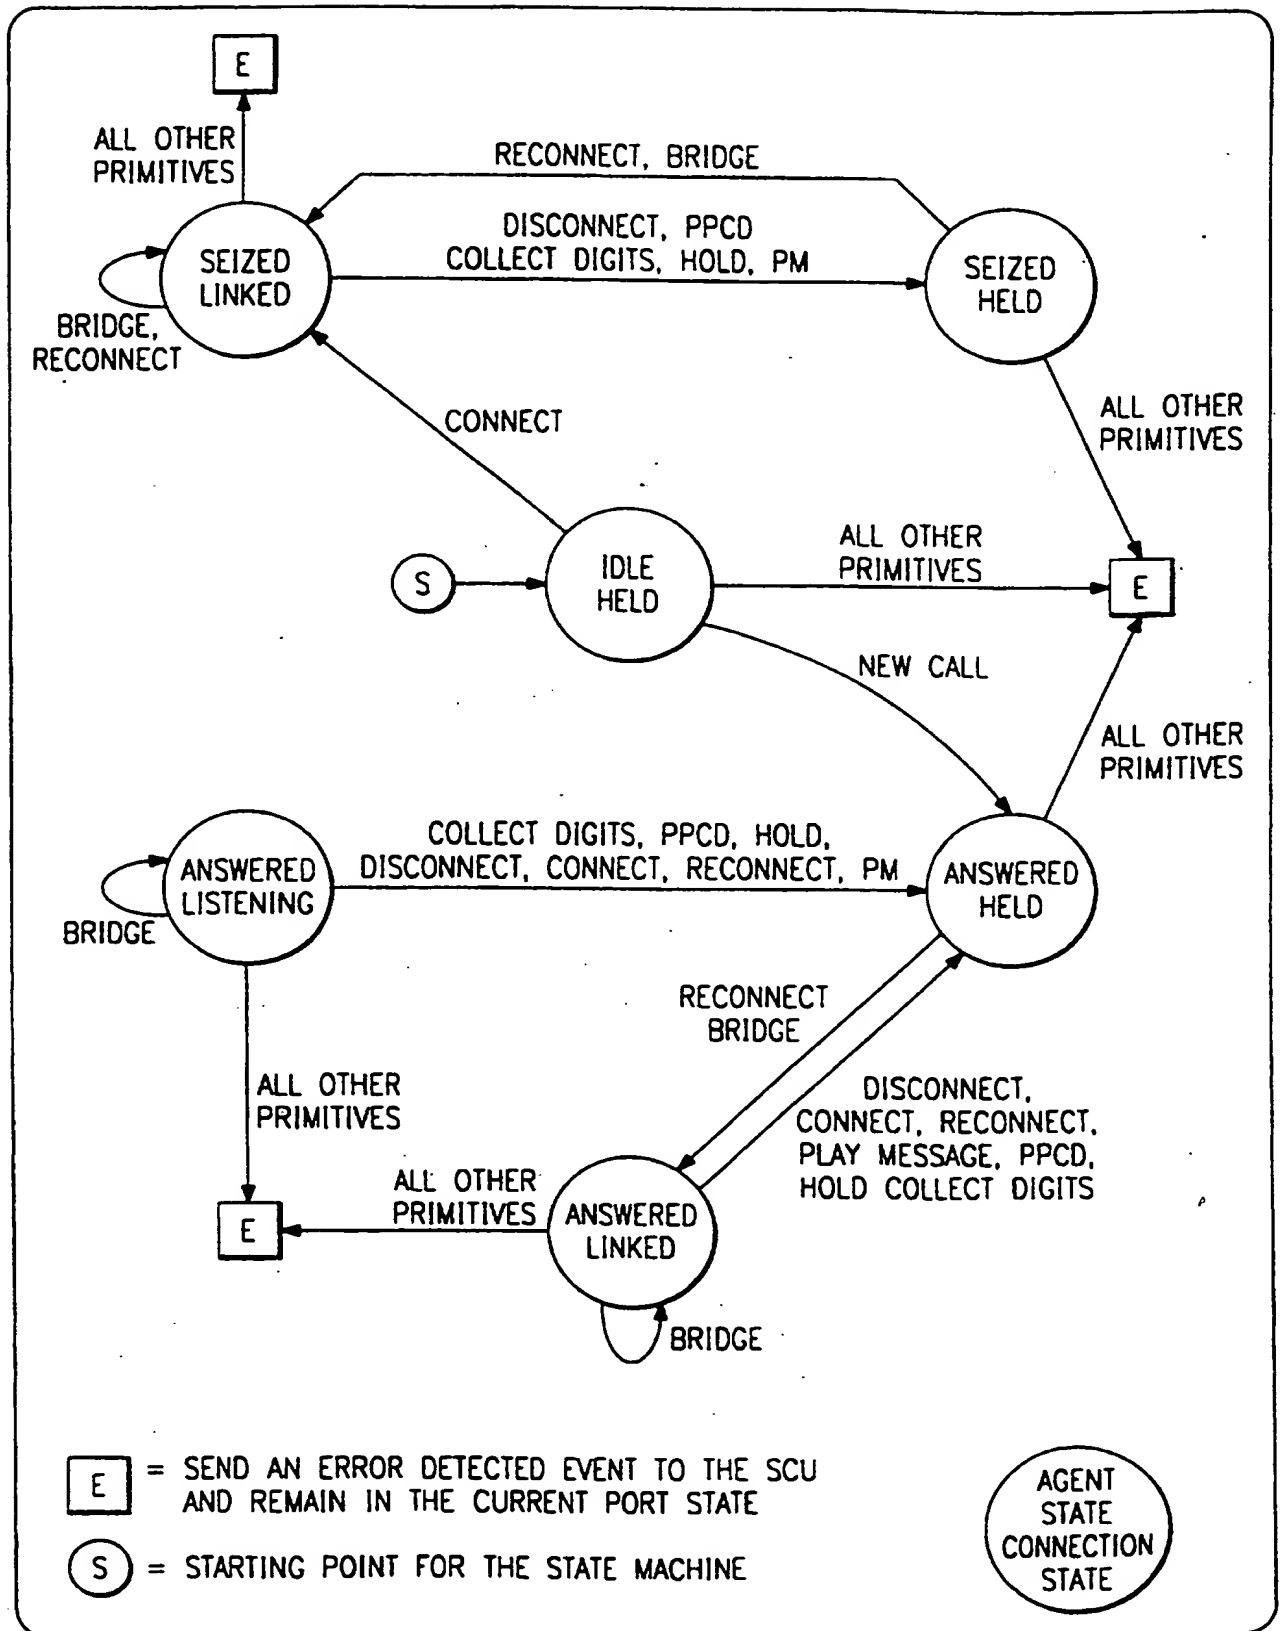 E
ALL OTHER
PRIMITIVES
RECONNECT, BRIDGE
DISCONNECT, PPCD
COLLECT DIGITS, HOLD, PM
SEIZED
LINKED
SEIZED
HELD
BRIDGE,
RECONNECT
CONNECT
ALL OTHER
PRIMITIVES
ALL OTHER
PRIMITIVES
S
IDLE
HELD
E
NEW CALL
ALL OTHER
PRIMITIVES
COLLECT DIGITS, PPCD, HOLD,
DISCONNECT, CONNECT, RECONNECT, PM
ANSWERED
LISTENING
ANSWERED
HELD
BRIDGE
RECONNECT
BRIDGE
ALL OTHER
PRIMITIVES
DISCONNECT,
CONNECT, RECONNECT,
PLAY MESSAGE, PPCD,
HOLD COLLECT DIGITS
ALL OTHER
PRIMITIVES
E
ANSWERED
LINKED
BRIDGE
E = SEND AN ERROR DETECTED EVENT TO THE SCU
AND REMAIN IN THE CURRENT PORT STATE
S = STARTING POINT FOR THE STATE MACHINE
AGENT
STATE
CONNECTION
STATE